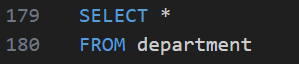 179 SELECT *
180 FROM department